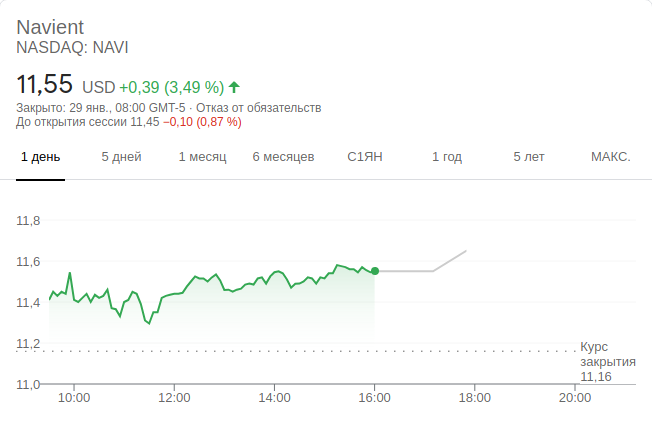 Navient
NASDAQ: NAVI
11,55 USD +0,39 (3,49 %)
Закрыто: 29 янв., 08:00 GMT-5 · Отказ от обязательств
До открытия сессии 11,45 −0,10 (0,87 %)
1 день 5 дней 1 месяц 6 месяцев С1ЯН 1 год 5 лет МАКС.
11,8
11,6
11,4
11,2
11,0
Курс
закрытия
11,16
10:00 12:00 14:00 16:00 18:00 20:00